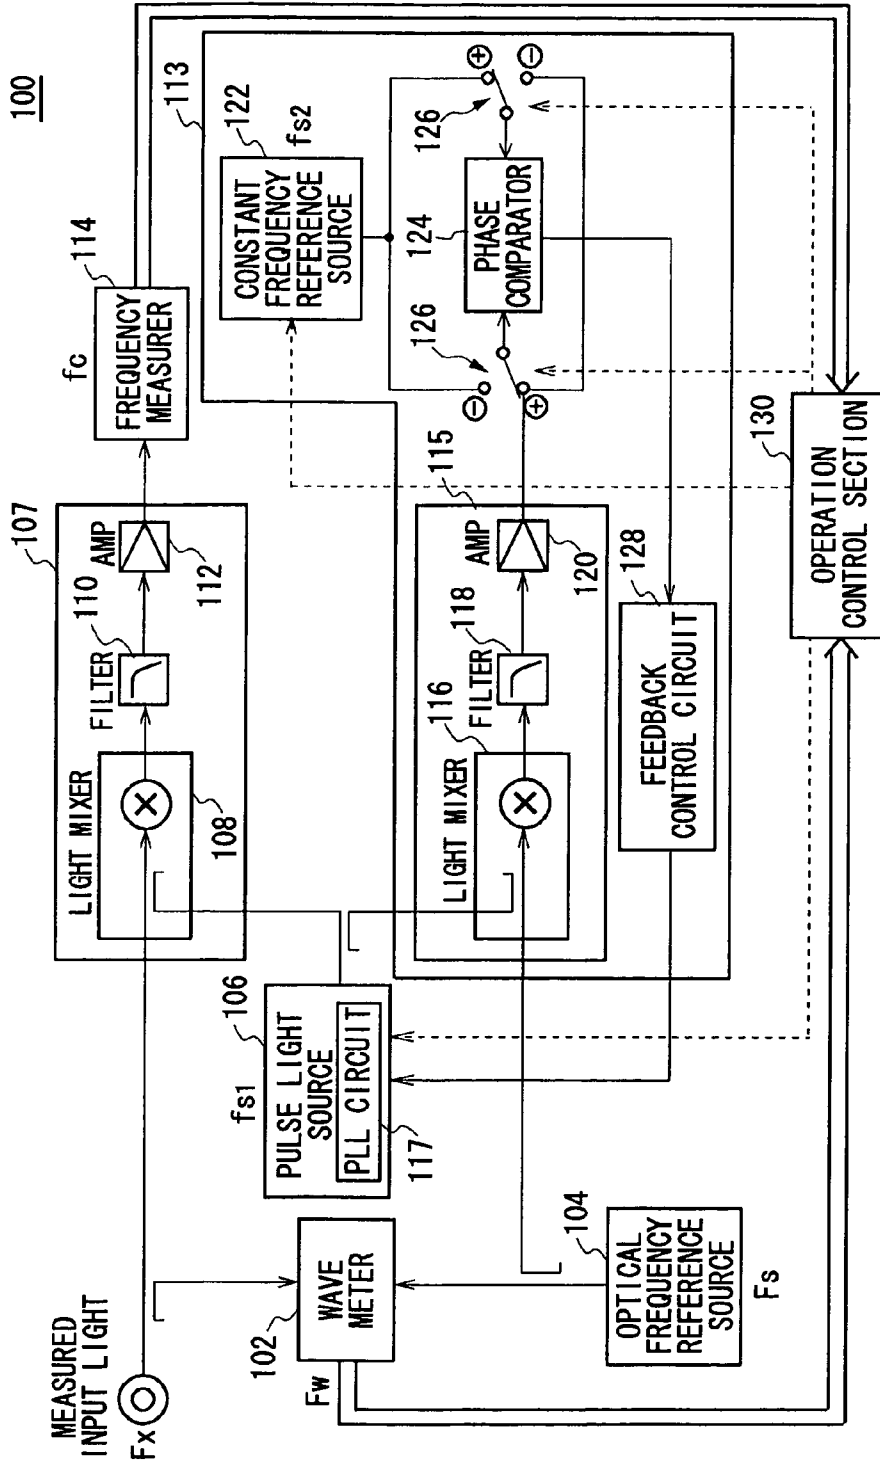 100
MEASURED
INPUT LIGHT
Fx
107
LIGHT MIXER
108
FILTER
110
AMP
112
fc
114
FREQUENCY
MEASURER
113
122
fs2
CONSTANT
FREQUENCY
REFERENCE
SOURCE
102
WAVE
METER
Fw
fs1
106
PULSE LIGHT
SOURCE
PLL CIRCUIT
117
115
LIGHT MIXER
116
FILTER
118
AMP
120
126
⊖
⊕
124
PHASE
COMPARATOR
126
⊕
⊖
104
OPTICAL
FREQUENCY
REFERENCE
SOURCE
Fs
128
FEEDBACK
CONTROL CIRCUIT
130
OPERATION
CONTROL SECTION